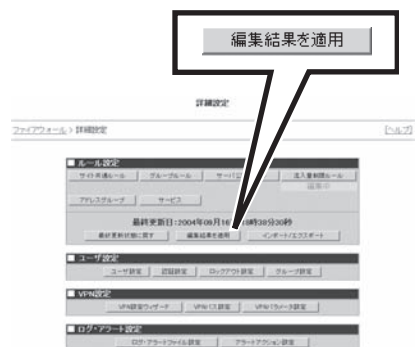 編集結果を適用
詳細設定
ファイアウォール > 詳細設定 [ヘルプ]
■ ルール設定
サイト共通ルール グループルール 流入量制限ルール
編集中
アドレスグループ サービス
最終更新日:2004年09月16 38分30秒
最終更新状態に戻す 編集結果を適用 インポート/エクスポート
■ ユーザ設定
ユーザ設定 認証設定 ロックアウト設定 グループ設定
■ VPN設定
VPN設定ウィザード VPNパス設定 VPNパラメータ設定
■ ログ・アラート設定
ログ・アラートファイル設定 アラートアクション設定